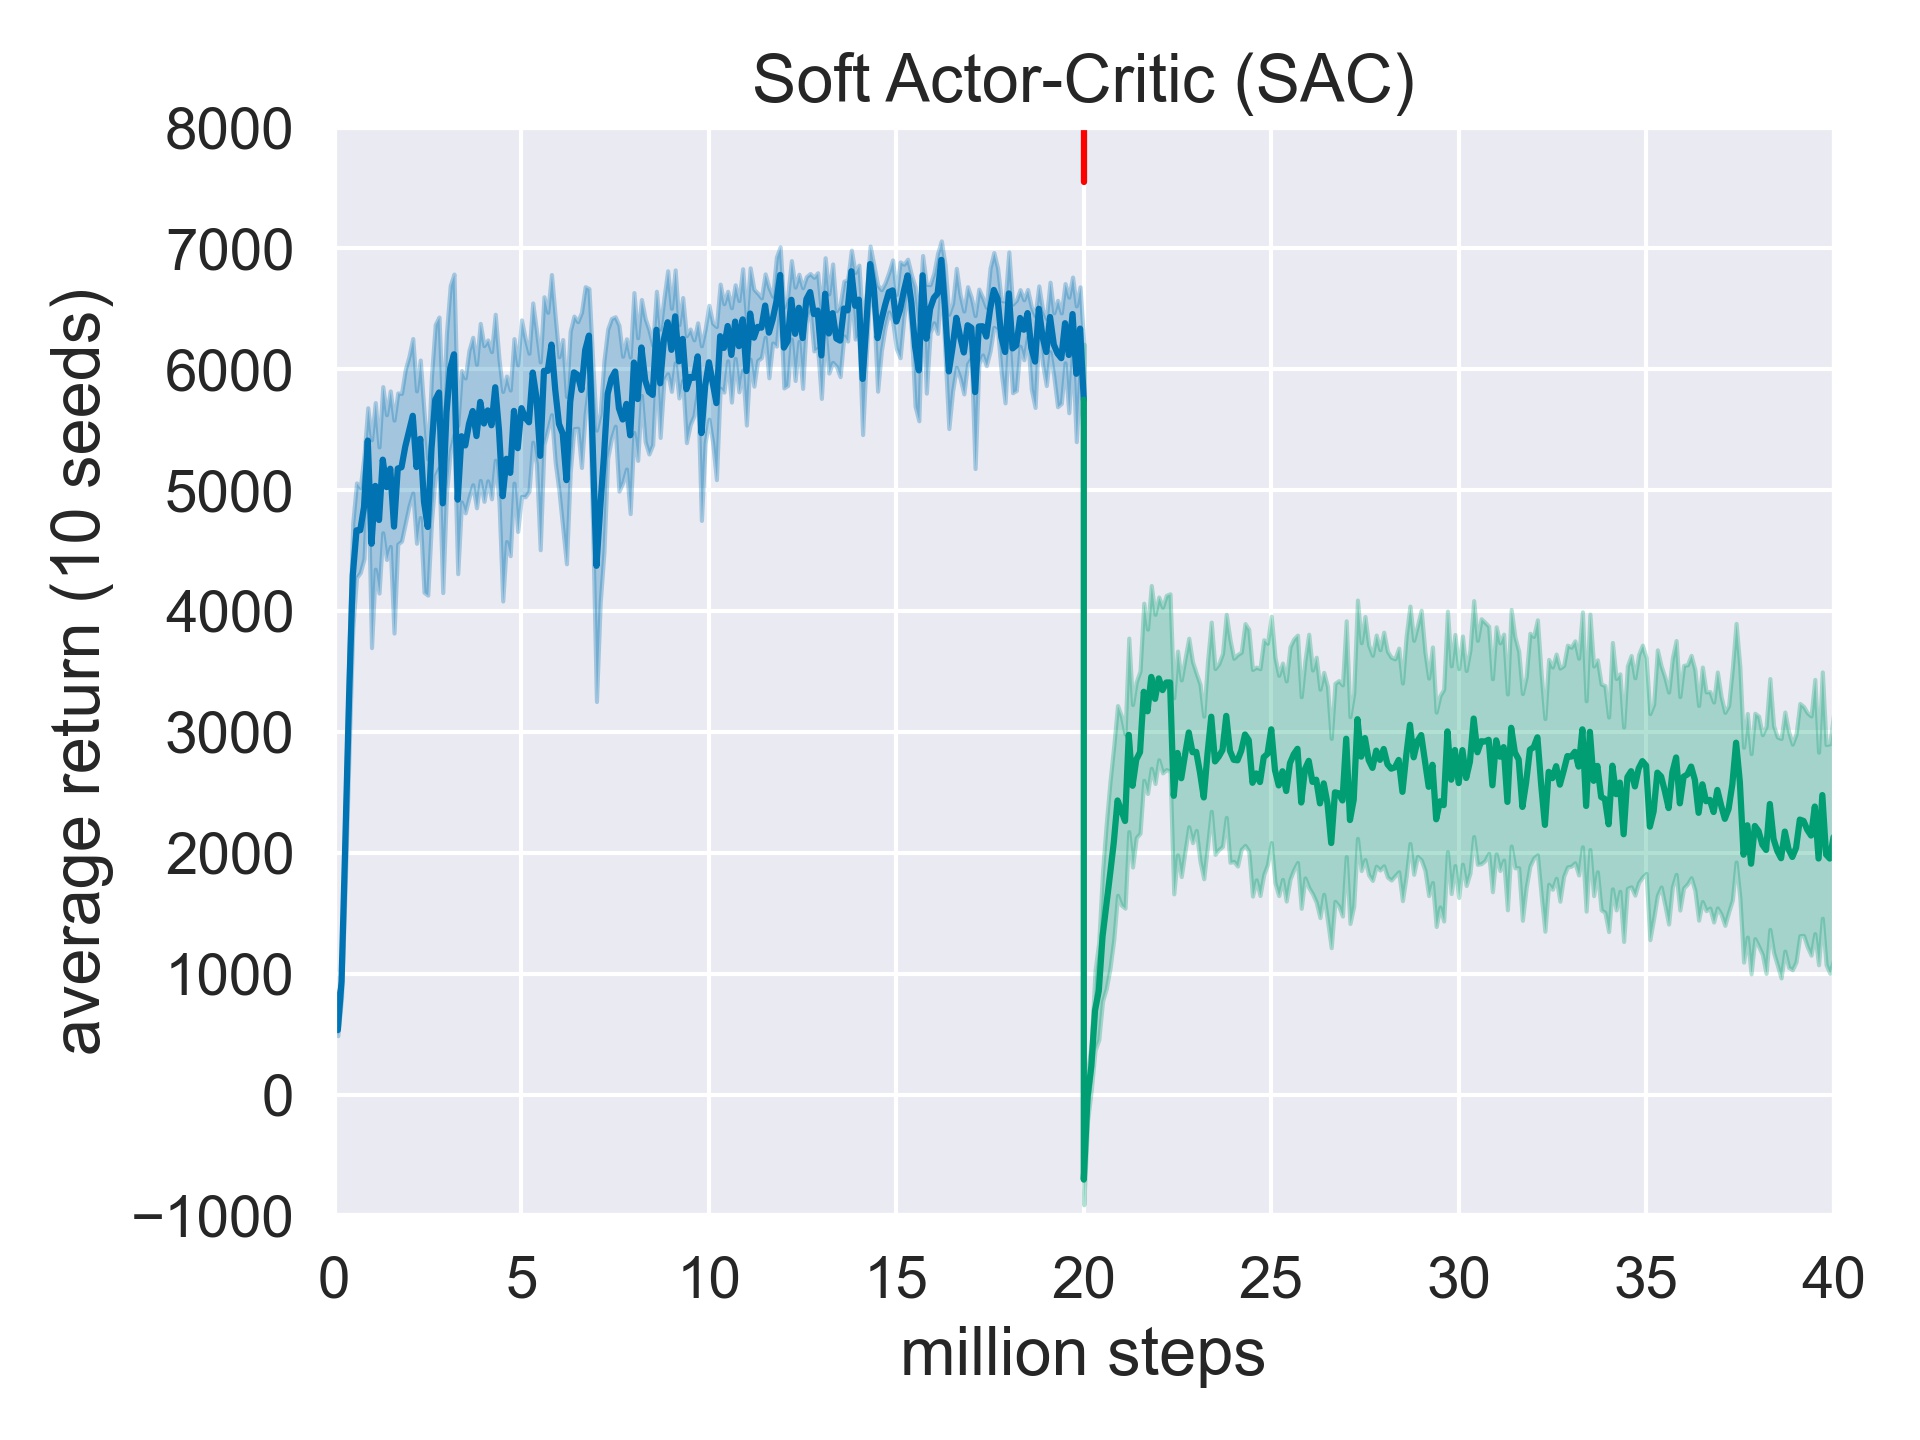 Soft Actor-Critic (SAC)
8000
7000
6000
5000
4000
3000
2000
1000
0
−1000
average return (10 seeds)
0 5 10 15 20 25 30 35 40
million steps